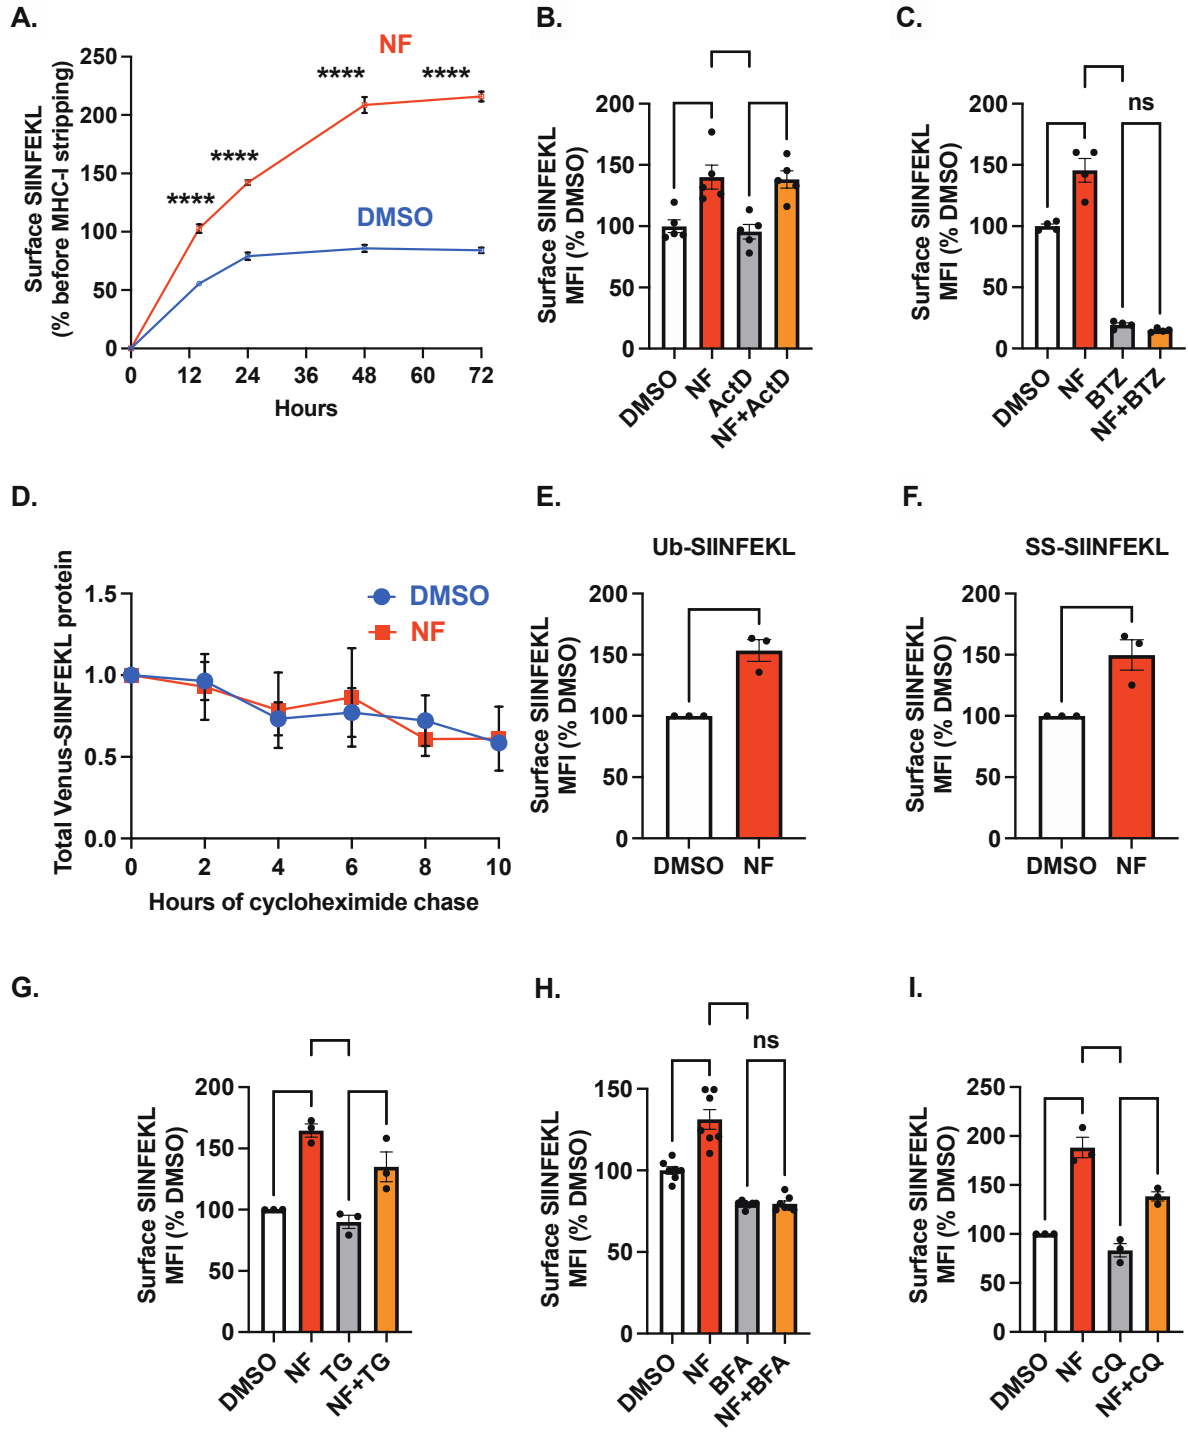 A.
NF
250
200
150
100
50
0
****
****
****
****
DMSO
Surface SIINFEKL
(% before MHC-I stripping)
0 12 24 36 48 60 72
Hours
B.
Surface SIINFEKL
MFI (% DMSO)
200
150
100
50
0
DMSO
NF
ActD
NF+ActD
C.
ns
Surface SIINFEKL
MFI (% DMSO)
200
150
100
50
0
DMSO
NF
BTZ
NF+BTZ
D.
Total Venus-SIINFEKL protein
1.5
1.0
0.5
0.0
DMSO
NF
0 2 4 6 8 10
Hours of cycloheximide chase
E.
Ub-SIINFEKL
Surface SIINFEKL
MFI (% DMSO)
200
150
100
50
0
DMSO NF
F.
SS-SIINFEKL
Surface SIINFEKL
MFI (% DMSO)
200
150
100
50
0
DMSO NF
G.
Surface SIINFEKL
MFI (% DMSO)
200
150
100
50
0
DMSO
NF
TG
NF+TG
H.
ns
Surface SIINFEKL
MFI (% DMSO)
150
100
50
0
DMSO
NF
BFA
NF+BFA
I.
Surface SIINFEKL
MFI (% DMSO)
250
200
150
100
50
0
DMSO
NF
CQ
NF+CQ